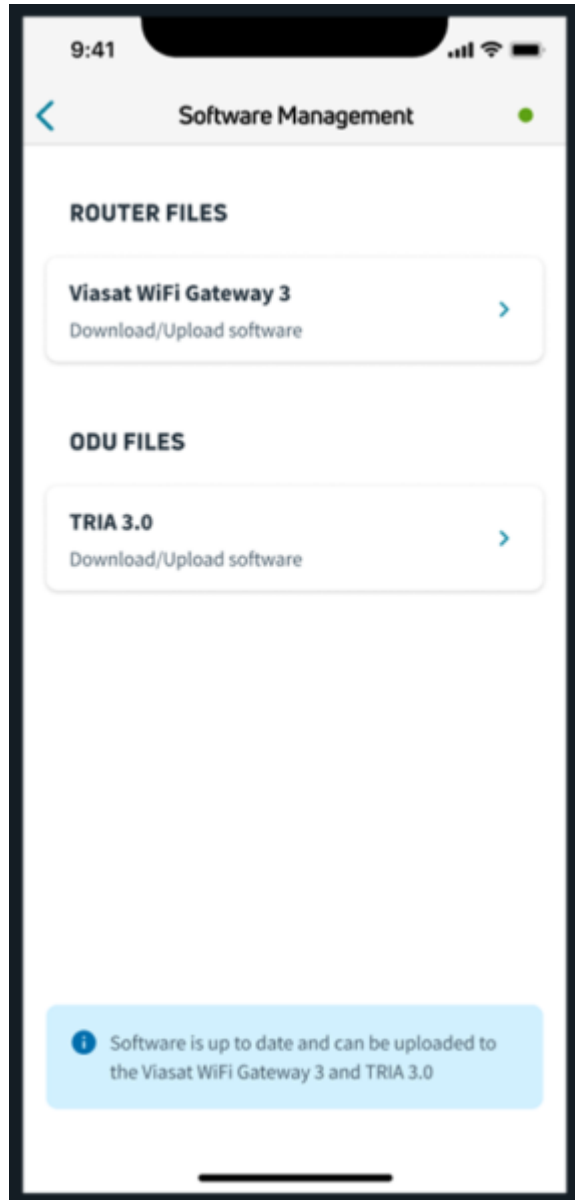 9:41
Software Management
ROUTER FILES
Viasat WiFi Gateway 3
Download/Upload software
ODU FILES
TRIA 3.0
Download/Upload software
Software is up to date and can be uploaded to
the Viasat WiFi Gateway 3 and TRIA 3.0